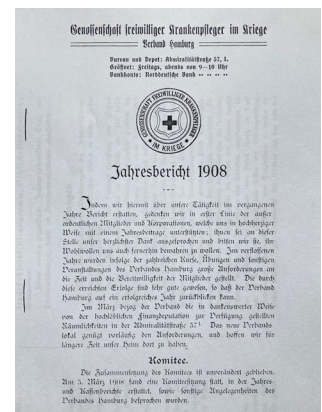 Genossenschaft freiwilliger Krankenpfleger im Kriege
Verband Hamburg
Bureau und Depot: Admiralitätstraße 57, I.
Geöffnet: Freitags, abends von 9—10 Uhr
Bankkonto: Norddeutsche Bank
GENOSSENSCHAFT FREIWILLIGER KRANKENPFLEGER
IM KRIEGE
Jahresbericht 1908
Indem wir hiermit über unsere Tätigkeit im vergangenen
Jahre Bericht erstatten, gedenken wir in erster Linie der außer-
ordentlichen Mitglieder und Korporationen, welche uns in hochherziger
Weise mit einem Jahresbeitrage unterstützten; ihnen sei an dieser
Stelle unser herzlichster Dank ausgesprochen und bitten wir sie, ihr
Wohlwollen uns auch fernerhin bewahren zu wollen. Im verflossenen
Jahre wurden infolge der zahlreichen Kurse, Übungen und sonstigen
Veranstaltungen des Verbandes Hamburg große Anforderungen an
die Zeit und die Bereitwilligkeit der Mitglieder gestellt. Die durch
diese erreichten Erfolge sind sehr gute gewesen, so daß der Verband
Hamburg auf ein erfolgreiches Jahr zurückblicken kann.
Im März bezog der Verband die in dankenswerter Weise
von der hochlöblichen Finanzdeputation zur Verfügung gestellten
Räumlichkeiten in der Admiralitätstraße 57 I. Das neue Verbands-
lokal genügt vorläufig den Anforderungen, und hoffen wir für
längere Zeit unser Heim dort zu haben.
Komitee.
Die Zusammensetzung des Komitees ist unverändert geblieben.
Am 5. März 1908 fand eine Komiteesitzung statt, in der Jahres-
und Kassenberichte erstattet, sowie sonstige Angelegenheiten des
Verbandes Hamburg besprochen wurden.